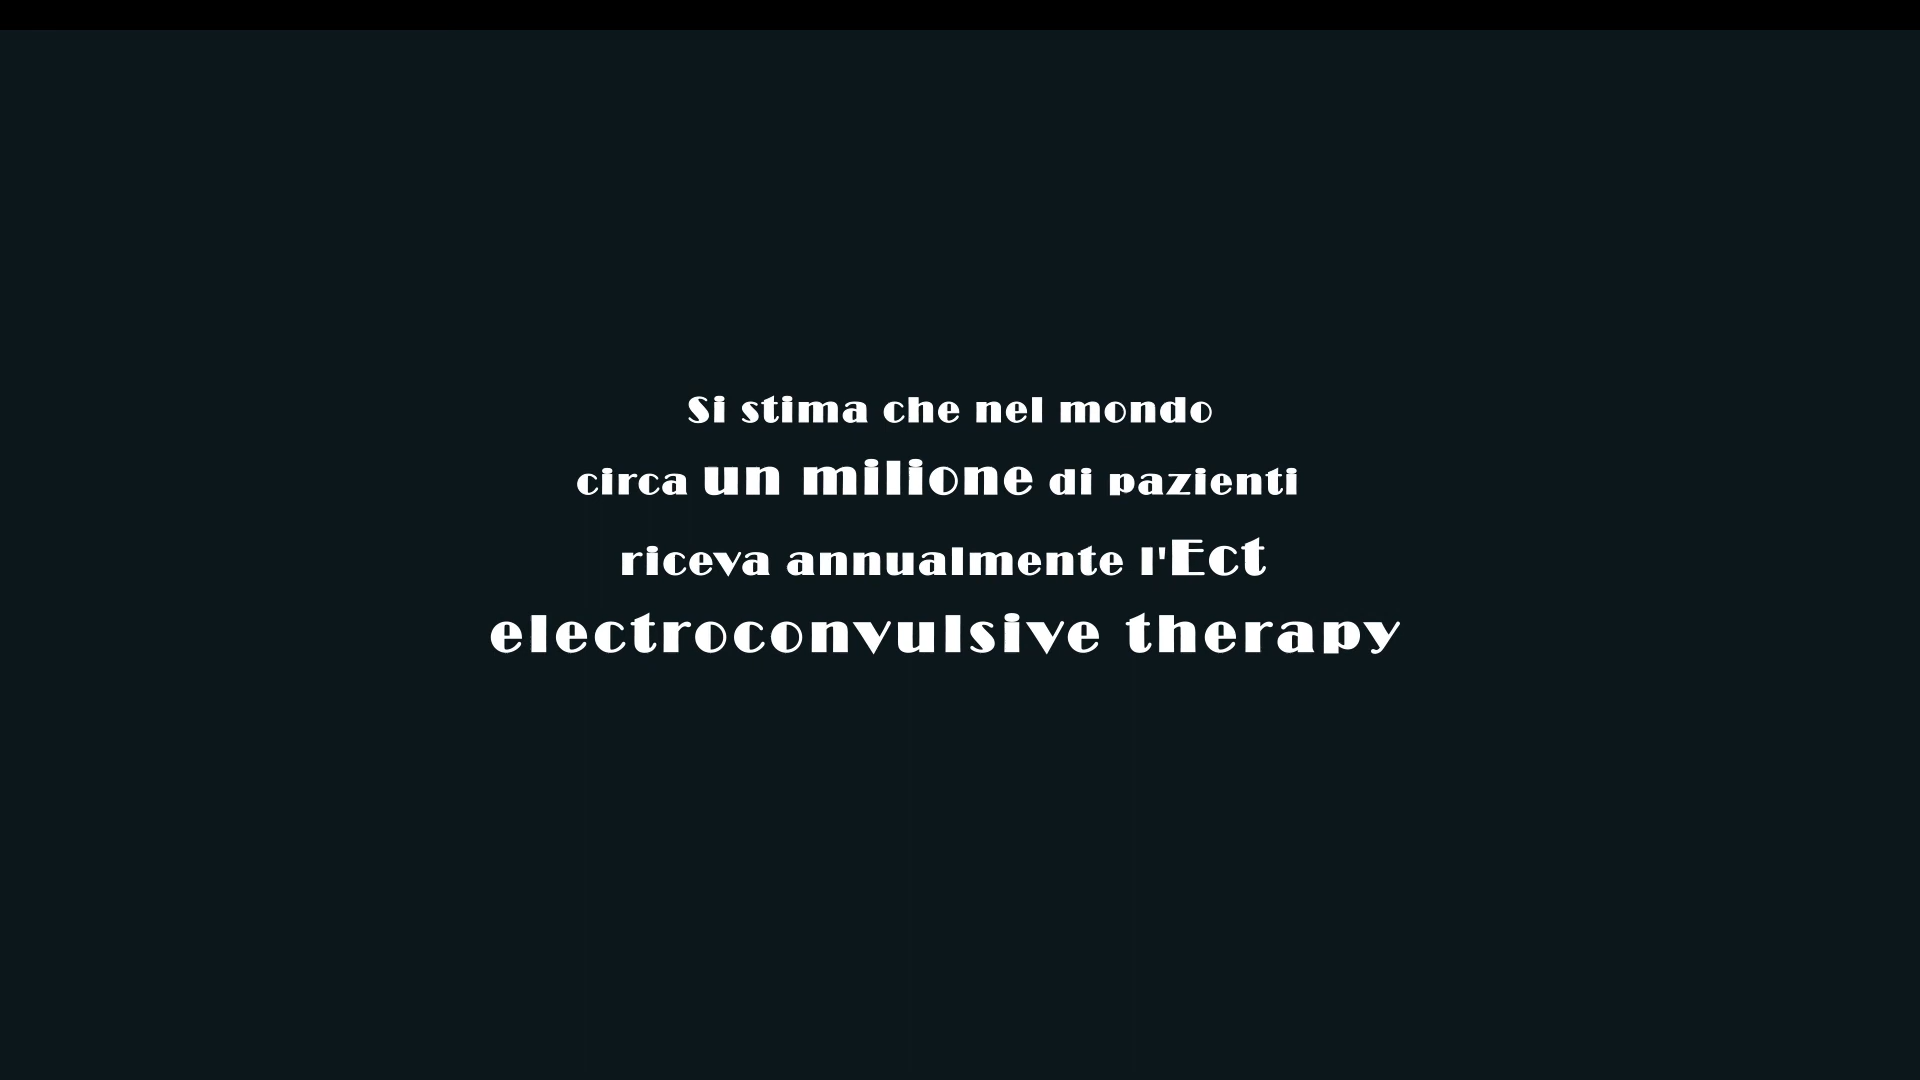 Si stima che nel mondo
circa un milione di pazienti
riceva annualmente l'Ect
electroconvulsive therapy